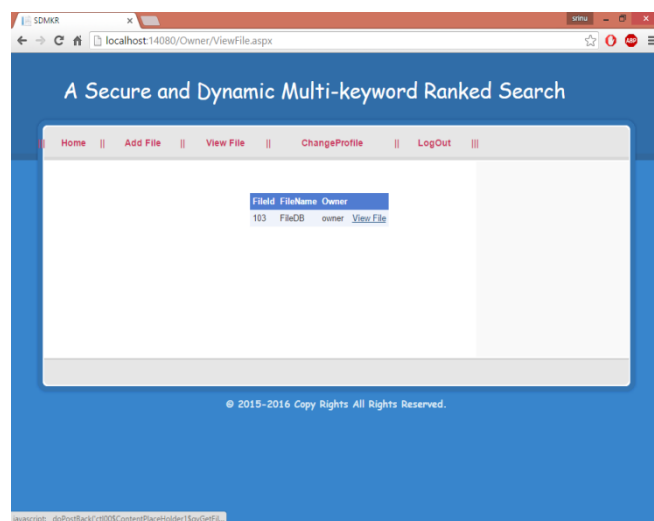 SDMKR
srinu
localhost:14080/Owner/ViewFile.aspx
ABP
A Secure and Dynamic Multi-keyword Ranked Search
|| Home || Add File || View File || ChangeProfile || LogOut |||
FileId FileName Owner
103 FileDB owner View File
© 2015-2016 Copy Rights All Rights Reserved.
javascript:__doPostBack('ctl00$ContentPlaceHolder1$gvGetFil...